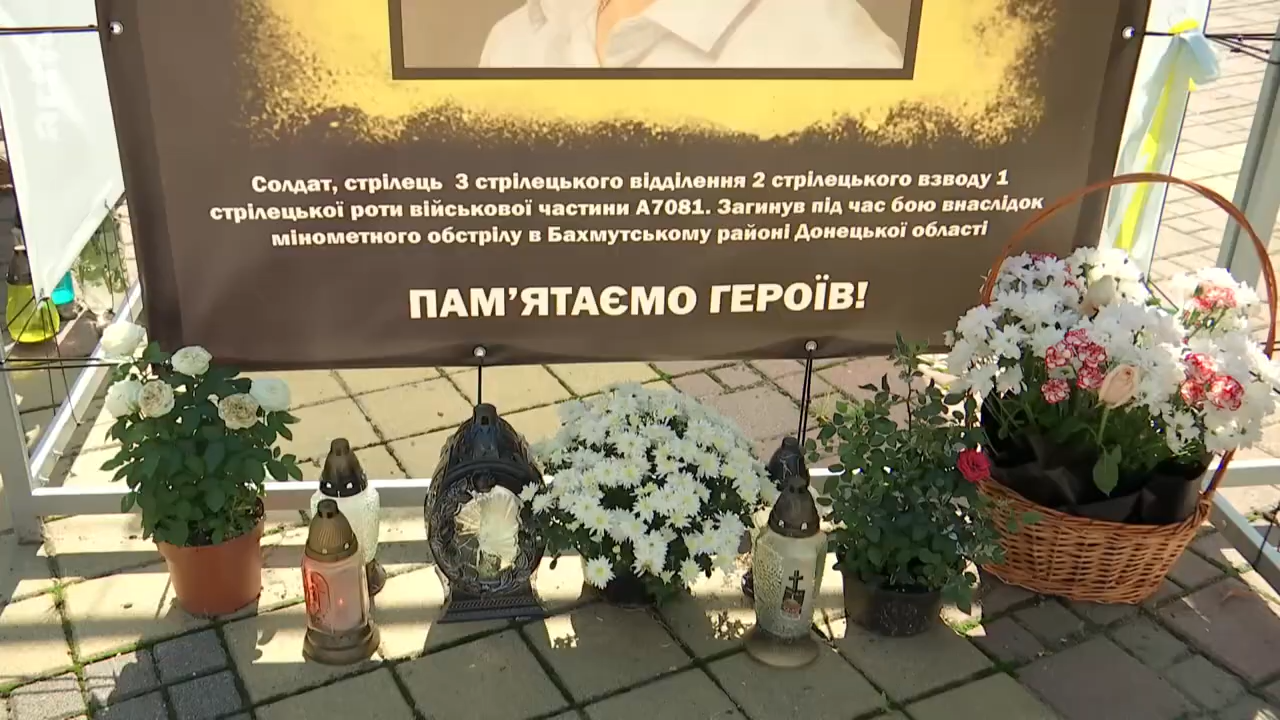 Солдат, стрілець 3 стрілецького відділення 2 стрілецького взводу 1
стрілецької роти військової частини А7081. Загинув під час бою внаслідок
мінометного обстрілу в Бахмутському районі Донецької області
ПАМ’ЯТАЄМО ГЕРОЇВ!